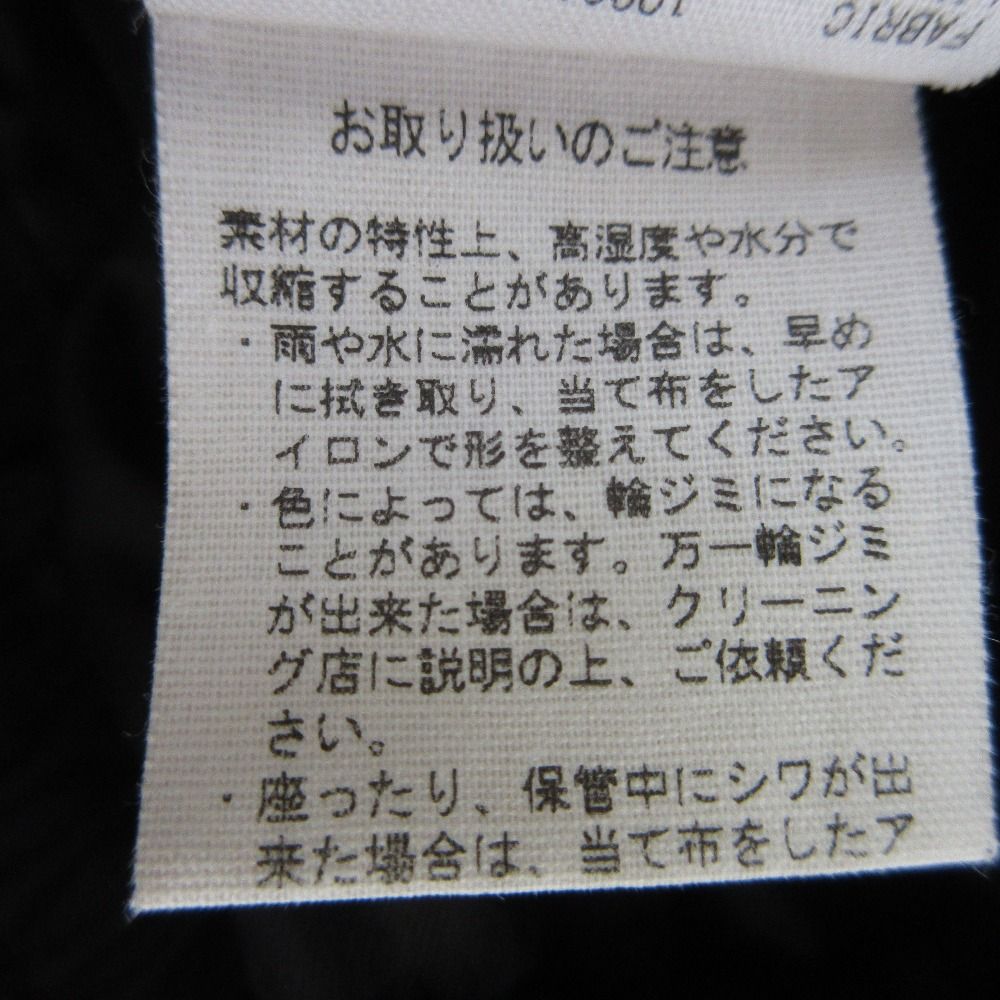 FABRIC
お取り扱いのご注意
素材の特性上、高湿度や水分で
収縮することがあります。
・雨や水に濡れた場合は、早め
に拭き取り、当て布をしたア
イロンで形を整えてください。
・色によっては、輪ジミになる
ことがあります。万一輪ジミ
が出来た場合は、クリーニン
グ店に説明の上、ご依頼くだ
さい。
・座ったり、保管中にシワが出
来た場合は、当て布をしたア